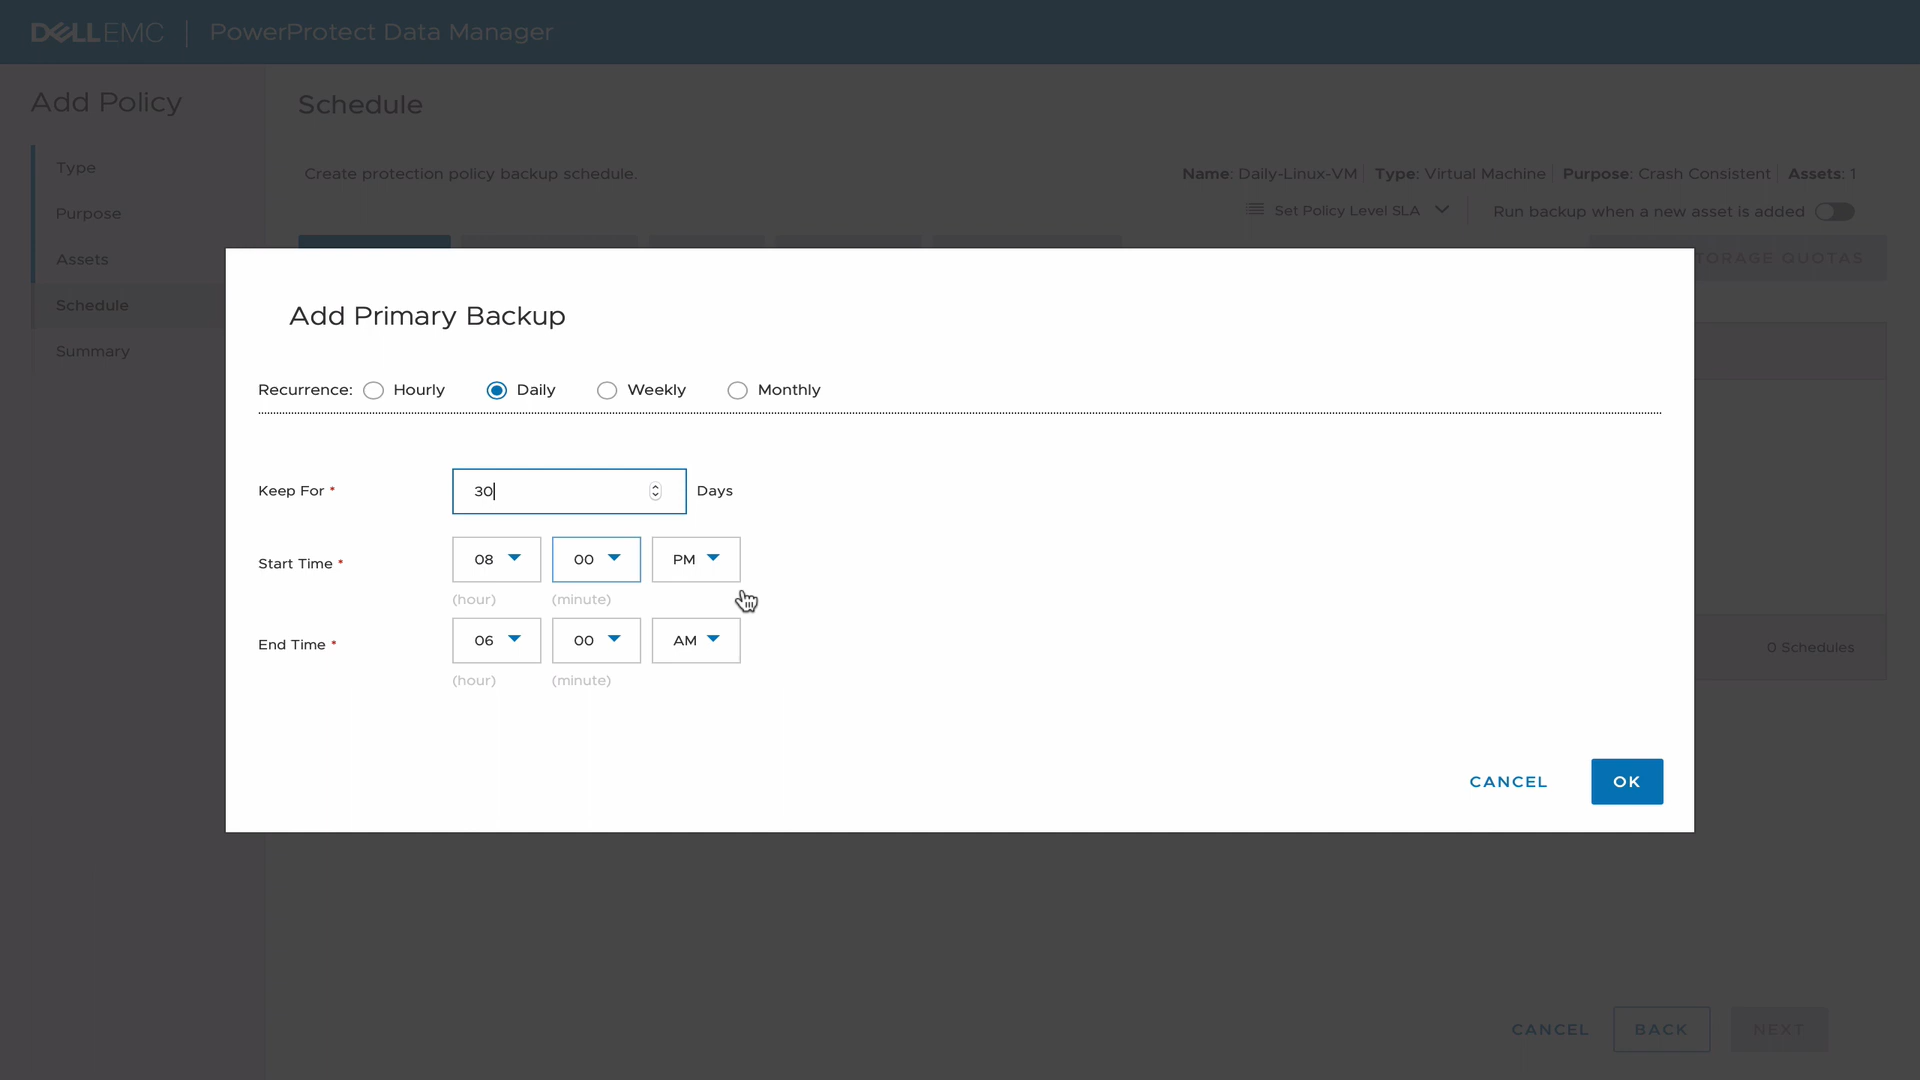 DELLEMC | PowerProtect Data Manager
Add Policy
Type
Purpose
Assets
Schedule
Summary
Schedule
Create protection policy backup schedule.
Name: Daily-Linux-VM Type: Virtual Machine Purpose: Crash Consistent Assets: 1
Set Policy Level SLA Run backup when a new asset is added
QUOTAS
Add Primary Backup
Recurrence: Hourly Daily Weekly Monthly
Keep For * 30 Days
Start Time * 08 00 PM
(hour) (minute)
End Time * 06 00 AM
(hour) (minute)
0 Schedules
CANCEL OK
CANCEL BACK NEXT